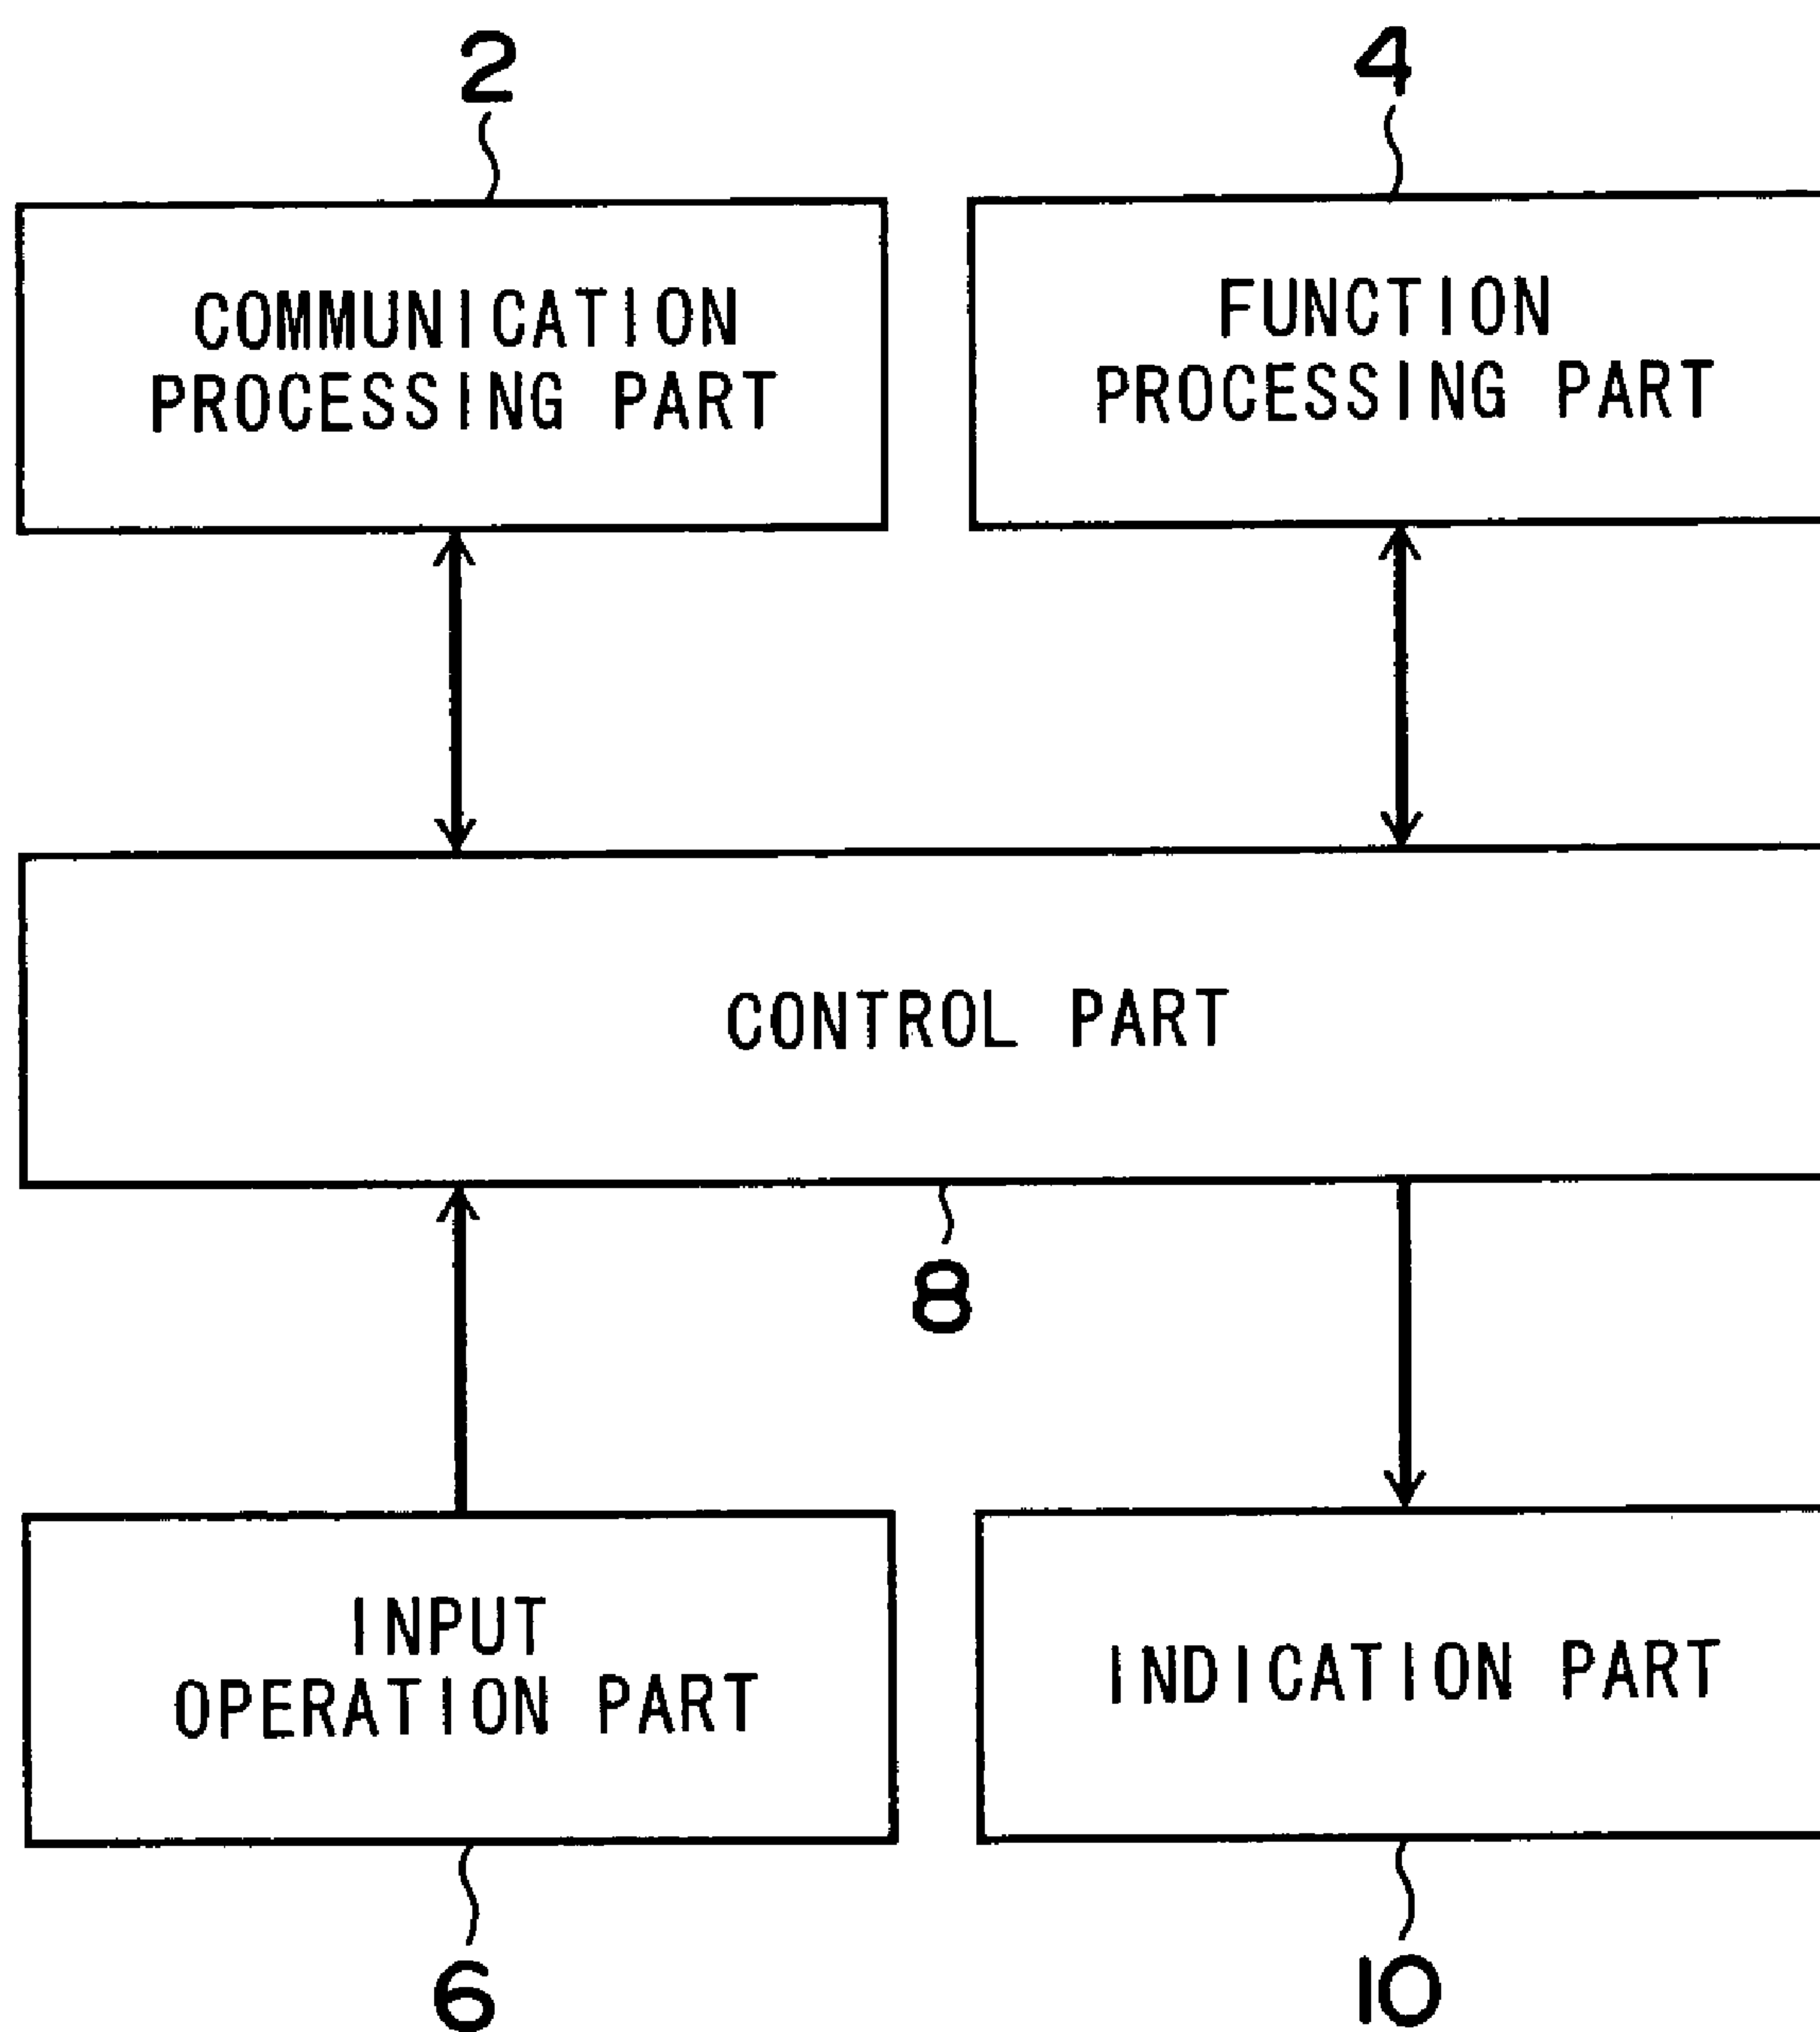 2
4
COMMUNICATION
PROCESSING PART
FUNCTION
PROCESSING PART
CONTROL PART
8
INPUT
OPERATION PART
INDICATION PART
6
10